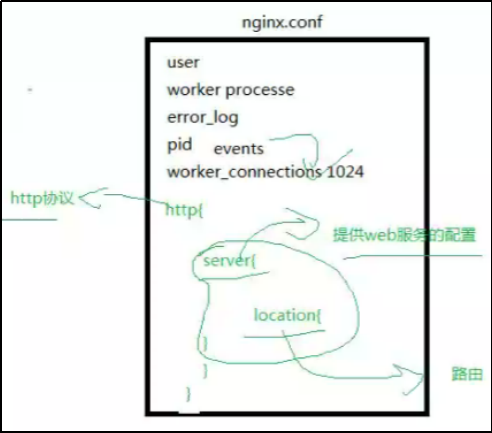 nginx.conf
user
worker processe
error_log
pid events
worker_connections 1024
http协议
http{
提供web服务的配置
server{
location{
}
}
路由
}